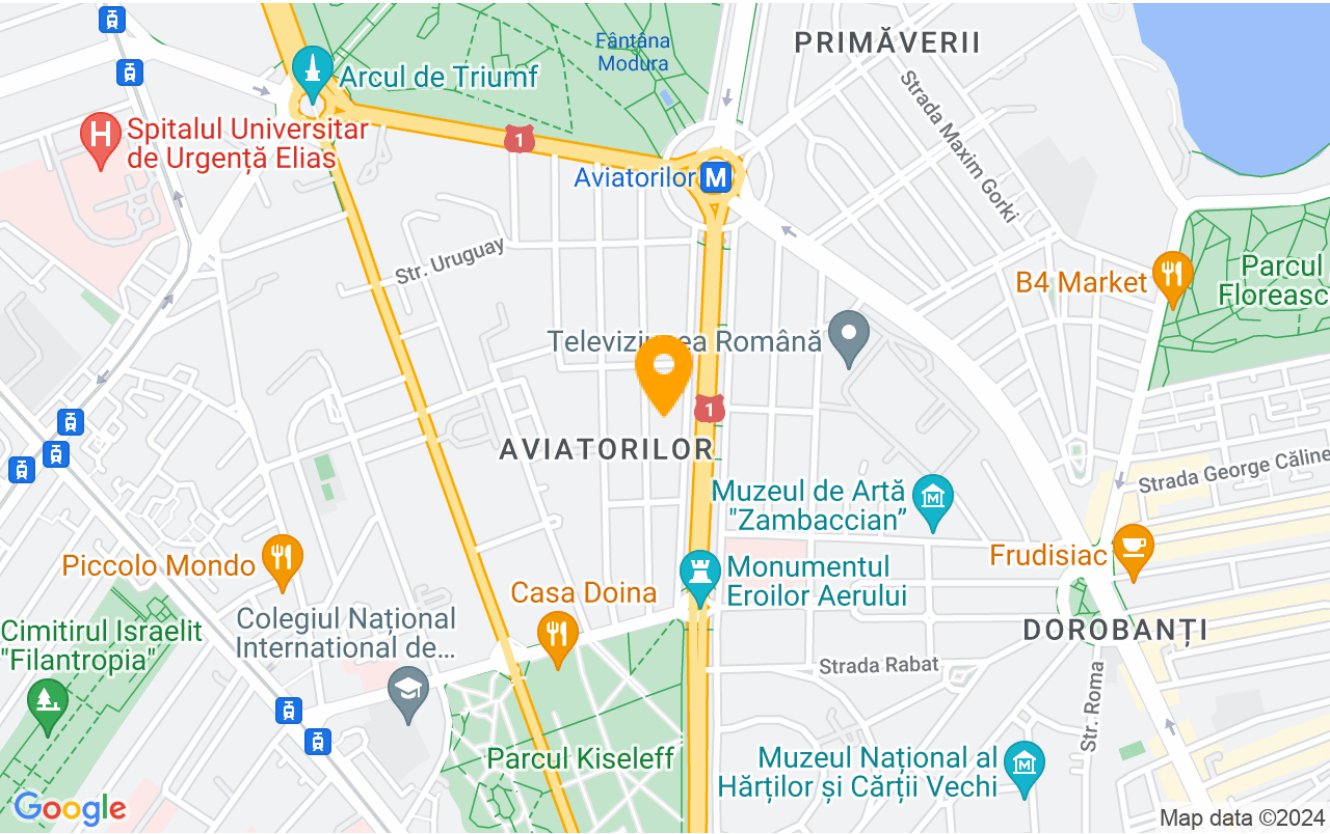 Fântâna
Modura
PRIMĂVERII
Arcul de Triumf
Strada Maxim Gorki
H
Spitalul Universitar
de Urgență Elias
1
Aviatorilor M
Str. Uruguay
B4 Market
Parcul
Floreasc
Televiziunea Română
1
AVIATORILOR
Strada George Căline
Muzeul de Artă
"Zambaccian”
M
Piccolo Mondo
Frudisiac
Monumentul
Eroilor Aerului
Casa Doina
Colegiul Național
International de...
Cimitirul Israelit
"Filantropia"
DOROBANȚI
Strada Rabat
Str. Roma
Parcul Kiseleff
Muzeul Național al
Hărților și Cărții Vechi
M
Google
Map data ©2024